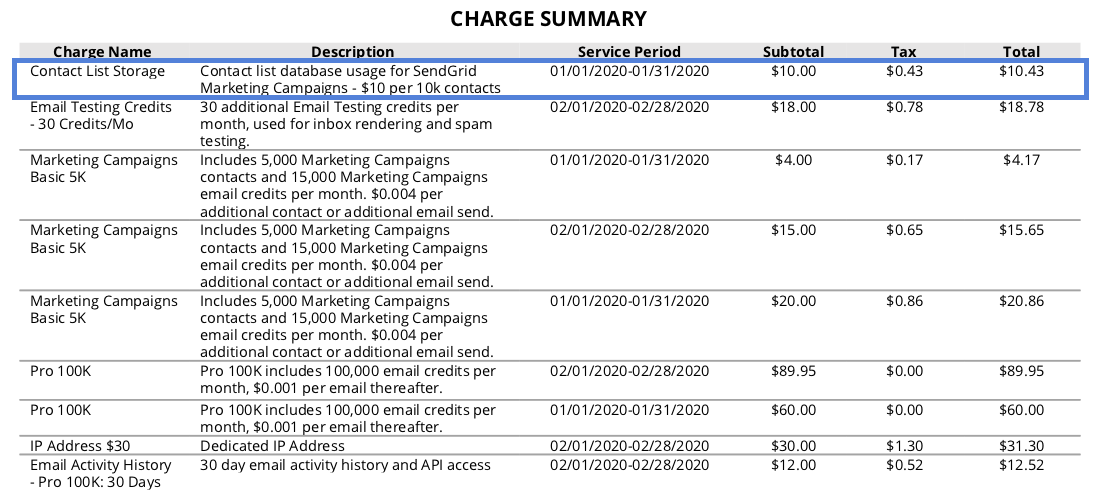 CHARGE SUMMARY
Charge Name Description Service Period Subtotal Tax Total
Contact List Storage Contact list database usage for SendGrid 01/01/2020-01/31/2020 $10.00 $0.43 $10.43
Marketing Campaigns - $10 per 10k contacts
Email Testing Credits 30 additional Email Testing credits per 02/01/2020-02/28/2020 $18.00 $0.78 $18.78
- 30 Credits/Mo month, used for inbox rendering and spam
testing.
Marketing Campaigns Includes 5,000 Marketing Campaigns 01/01/2020-01/31/2020 $4.00 $0.17 $4.17
Basic 5K contacts and 15,000 Marketing Campaigns
email credits per month. $0.004 per
additional contact or additional email send.
Marketing Campaigns Includes 5,000 Marketing Campaigns 02/01/2020-02/28/2020 $15.00 $0.65 $15.65
Basic 5K contacts and 15,000 Marketing Campaigns
email credits per month. $0.004 per
additional contact or additional email send.
Marketing Campaigns Includes 5,000 Marketing Campaigns 01/01/2020-01/31/2020 $20.00 $0.86 $20.86
Basic 5K contacts and 15,000 Marketing Campaigns
email credits per month. $0.004 per
additional contact or additional email send.
Pro 100K Pro 100K includes 100,000 email credits per 02/01/2020-02/28/2020 $89.95 $0.00 $89.95
month, $0.001 per email thereafter.
Pro 100K Pro 100K includes 100,000 email credits per 01/01/2020-01/31/2020 $60.00 $0.00 $60.00
month, $0.001 per email thereafter.
IP Address $30 Dedicated IP Address 02/01/2020-02/28/2020 $30.00 $1.30 $31.30
Email Activity History 30 day email activity history and API access 02/01/2020-02/28/2020 $12.00 $0.52 $12.52
- Pro 100K: 30 Days